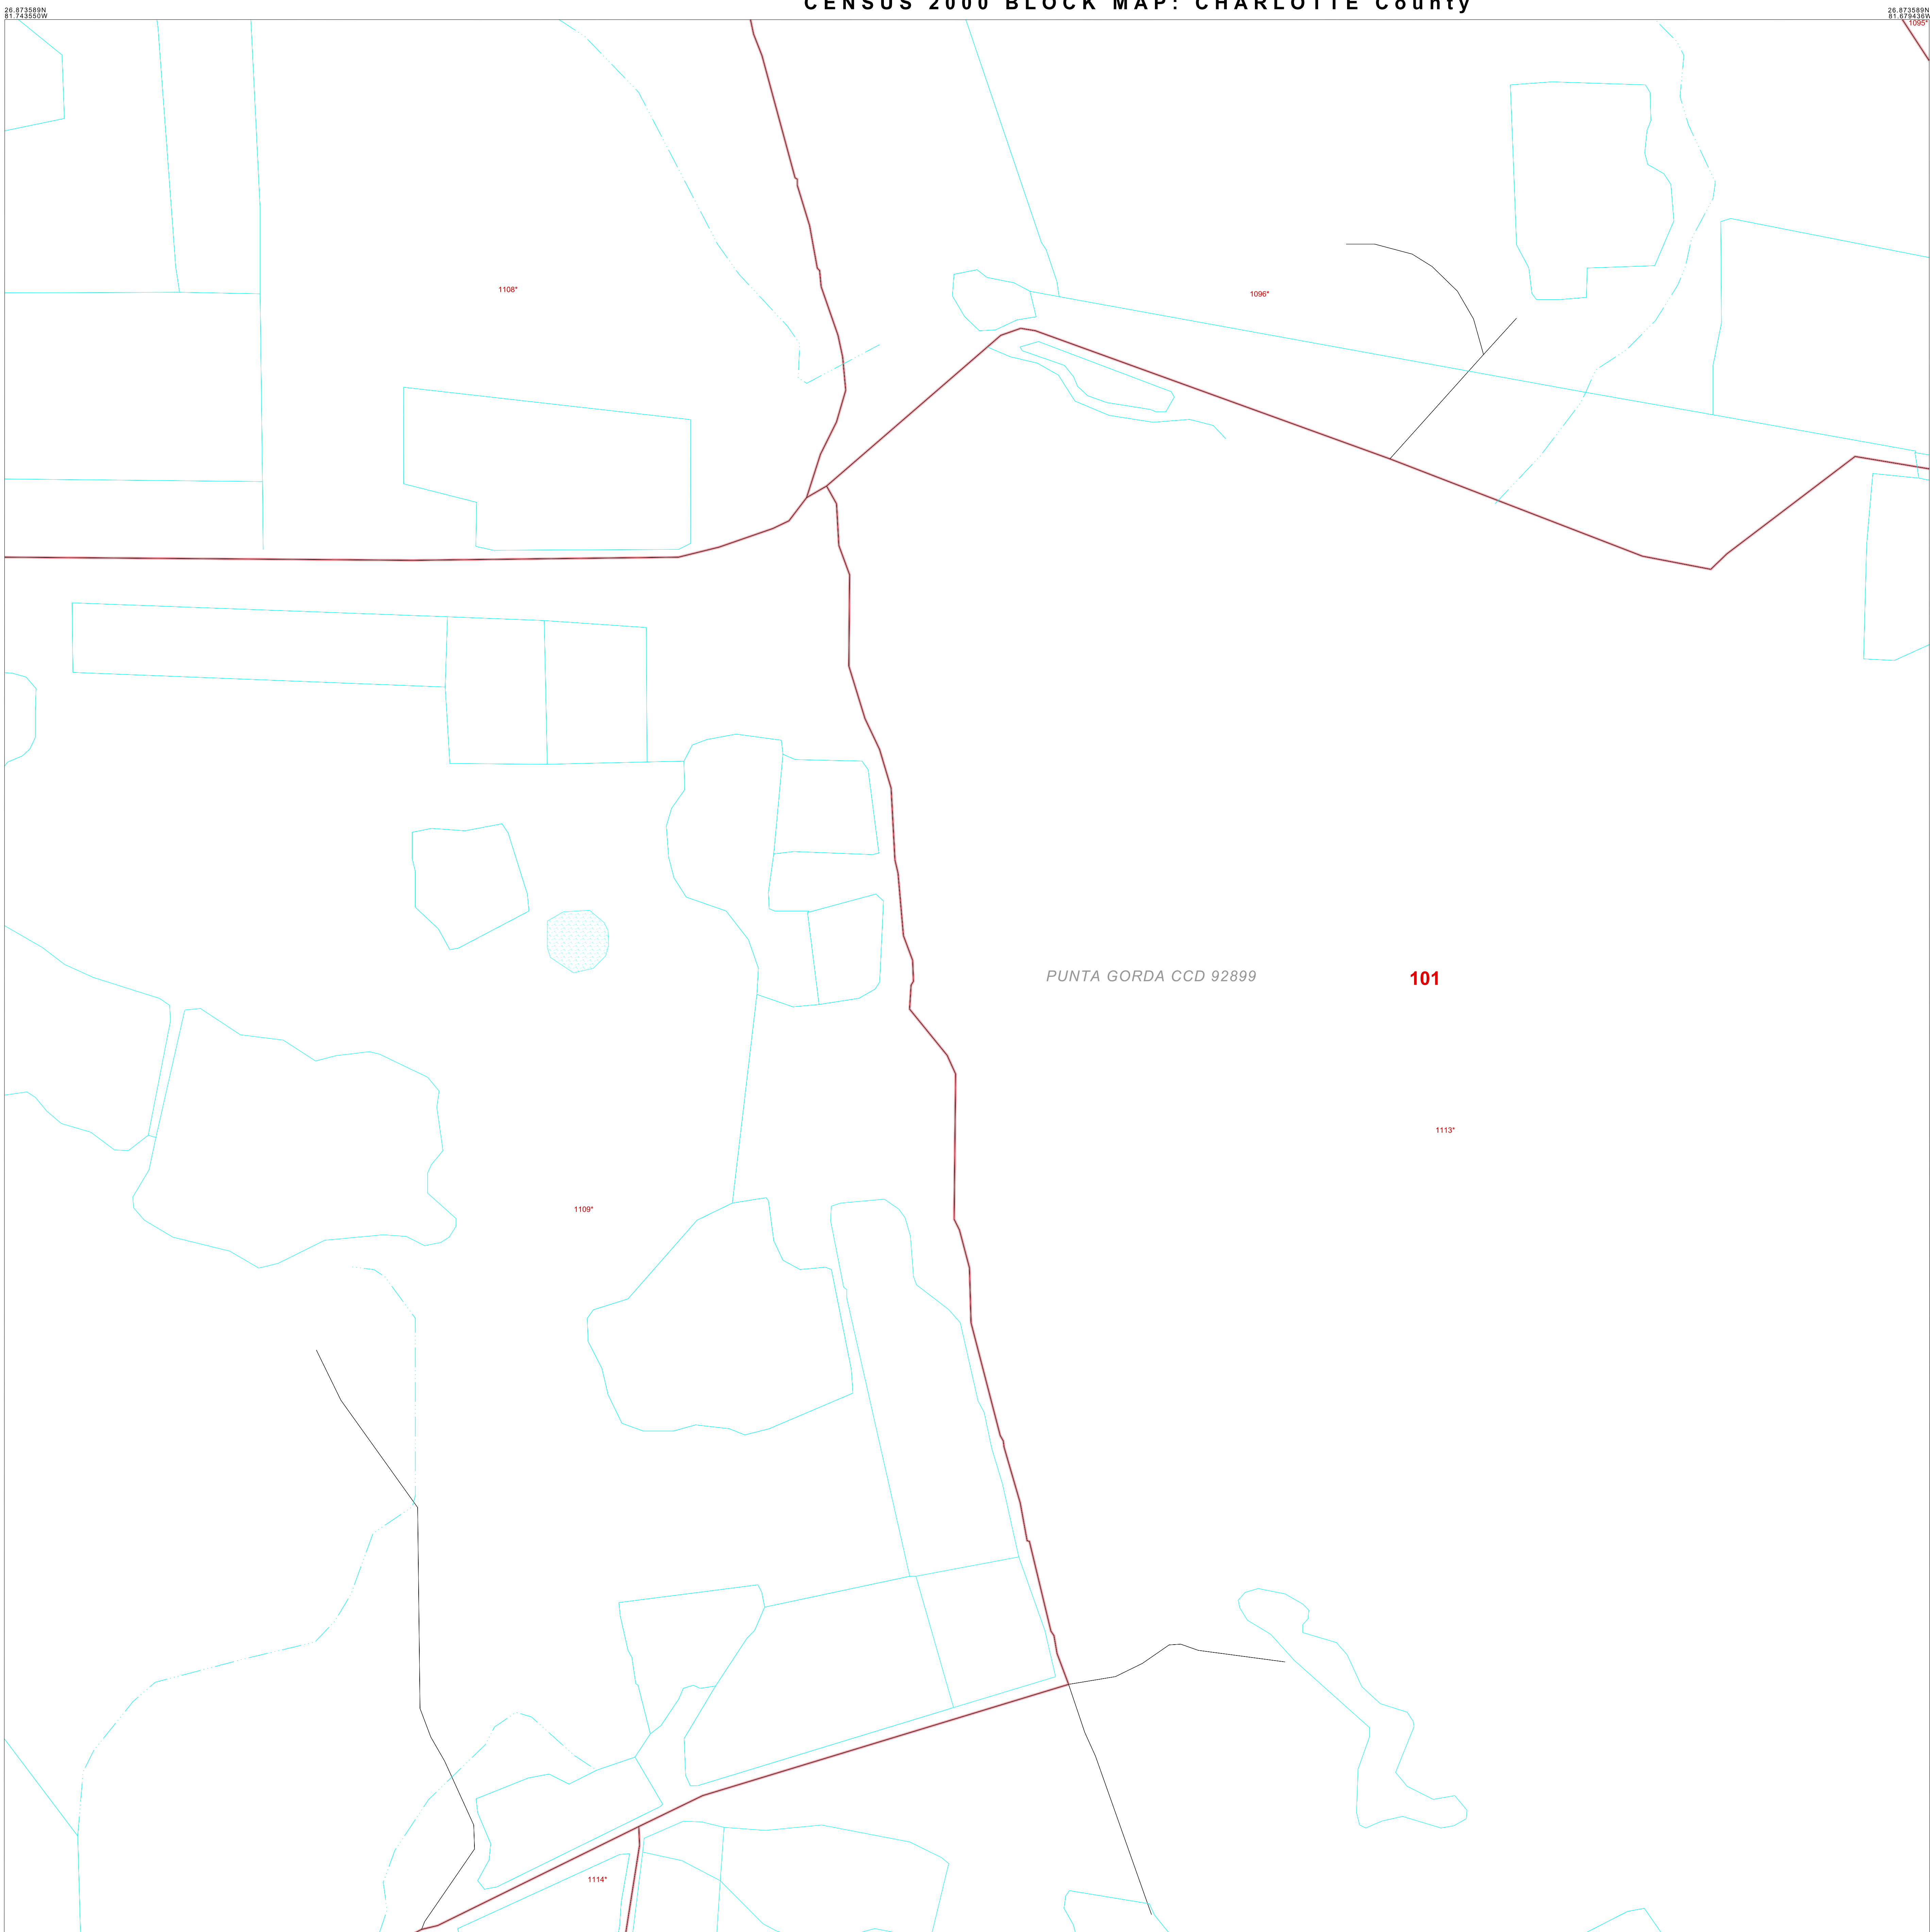 CENSUS 2000 BLOCK MAP: CHARLOTTE County
26.873589N
81.743550W
26.873589N
81.679436W
1095*
1108*
1096*
PUNTA GORDA CCD 92899
101
1113*
1109*
1114*